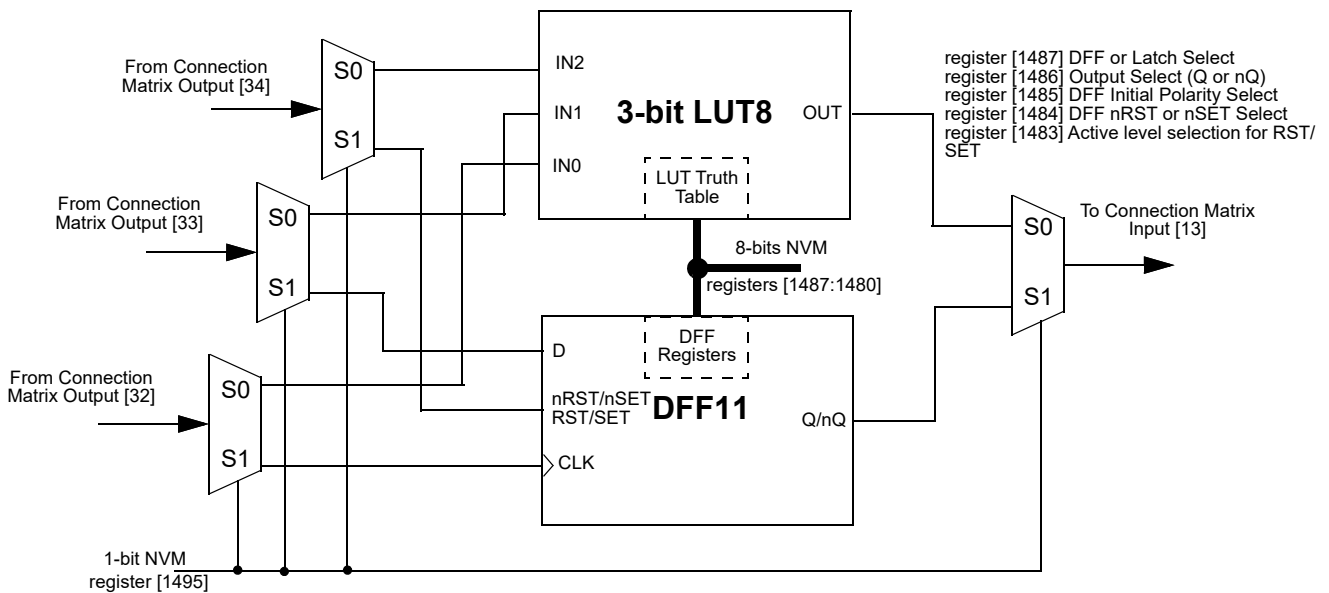 From Connection
Matrix Output [34]
S0
S1
IN2
IN1
IN0
3-bit LUT8
OUT
LUT Truth
Table
register [1487] DFF or Latch Select
register [1486] Output Select (Q or nQ)
register [1485] DFF Initial Polarity Select
register [1484] DFF nRST or nSET Select
register [1483] Active level selection for RST/
SET
From Connection
Matrix Output [33]
S0
S1
8-bits NVM
registers [1487:1480]
S0
S1
To Connection Matrix
Input [13]
From Connection
Matrix Output [32]
S0
S1
DFF
Registers
D
nRST/nSET
RST/SET
DFF11
CLK
Q/nQ
1-bit NVM
register [1495]